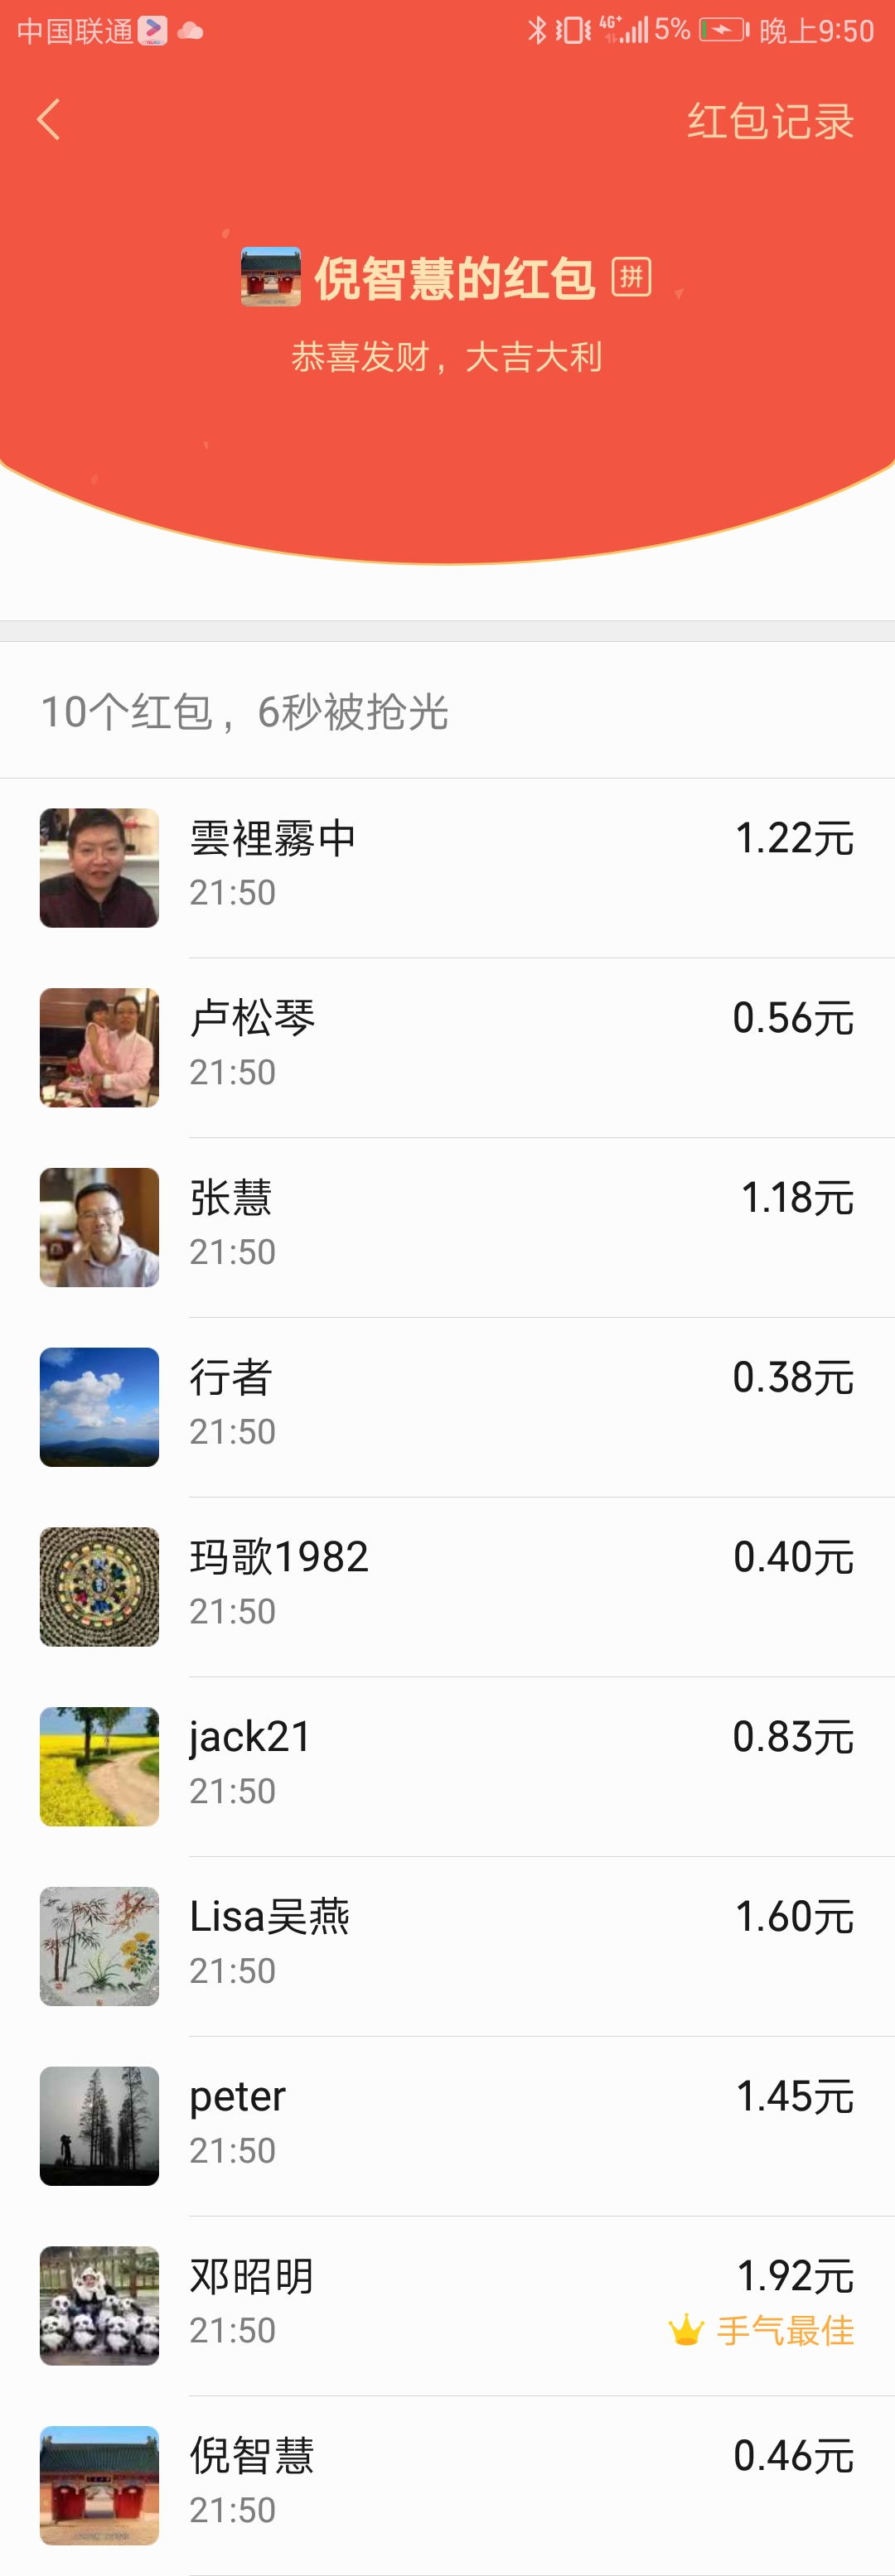 中国联通
4G+ 5% 晚上9:50
红包记录
倪智慧的红包 拼
恭喜发财，大吉大利
10个红包，6秒被抢光
雲裡霧中 1.22元
21:50
卢松琴 0.56元
21:50
张慧 1.18元
21:50
行者 0.38元
21:50
玛歌1982 0.40元
21:50
jack21 0.83元
21:50
Lisa吴燕 1.60元
21:50
peter 1.45元
21:50
邓昭明 1.92元
21:50 手气最佳
倪智慧 0.46元
21:50